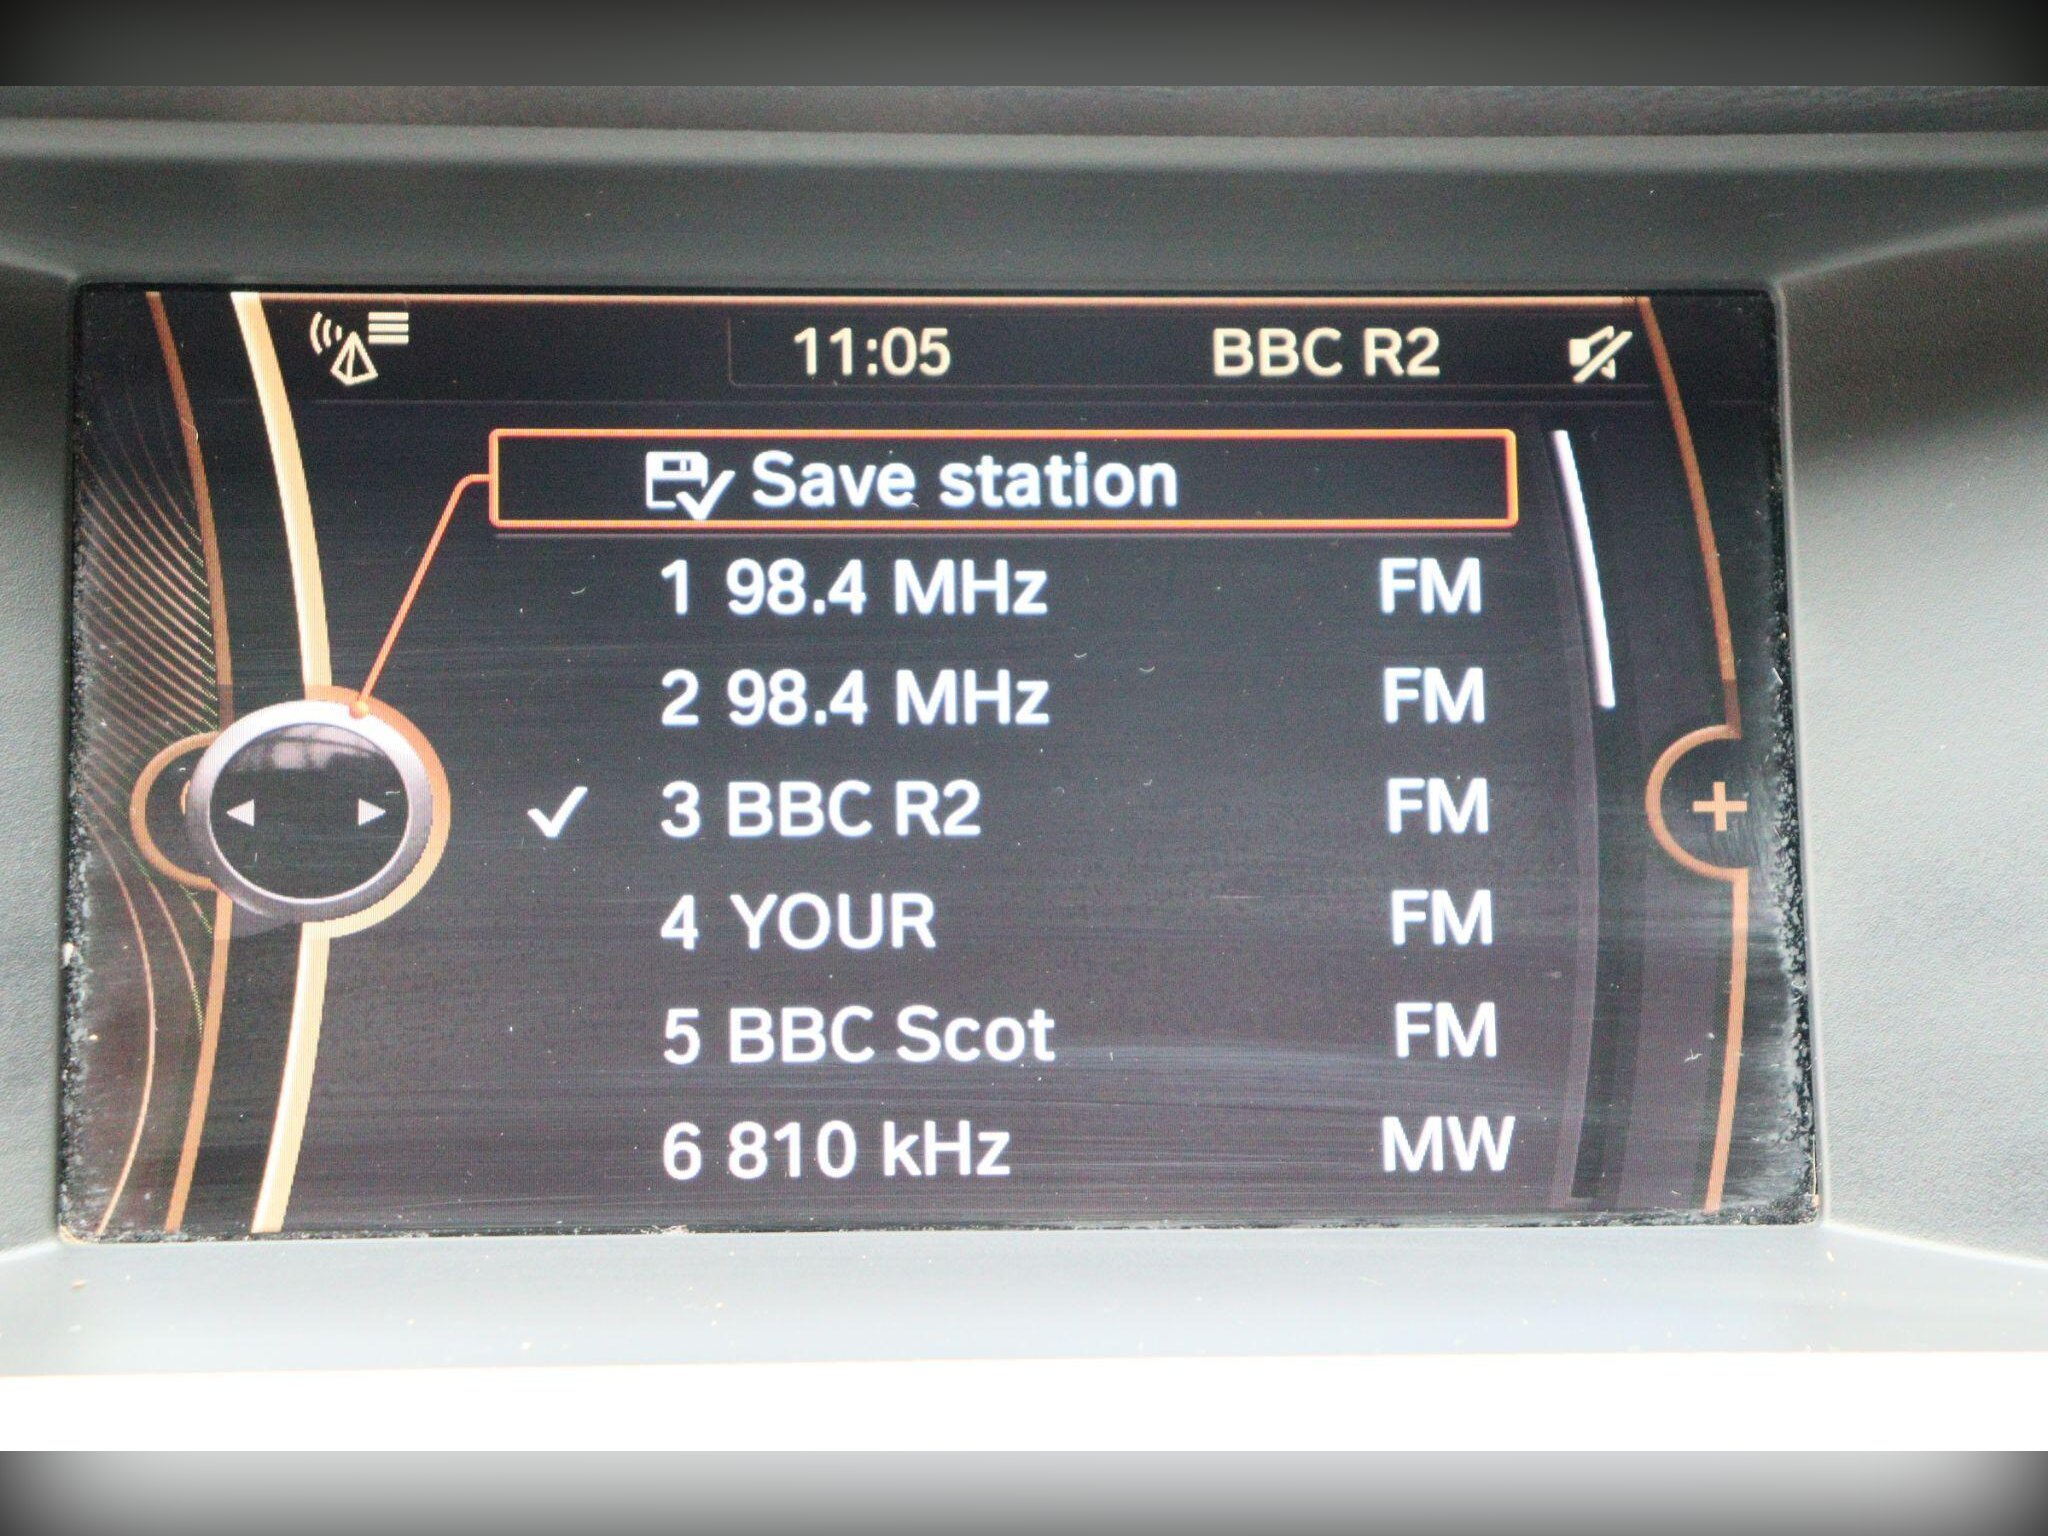 11:05 BBC R2
Save station
1 98.4 MHz FM
2 98.4 MHz FM
3 BBC R2 FM
4 YOUR FM
5 BBC Scot FM
6 810 kHz MW